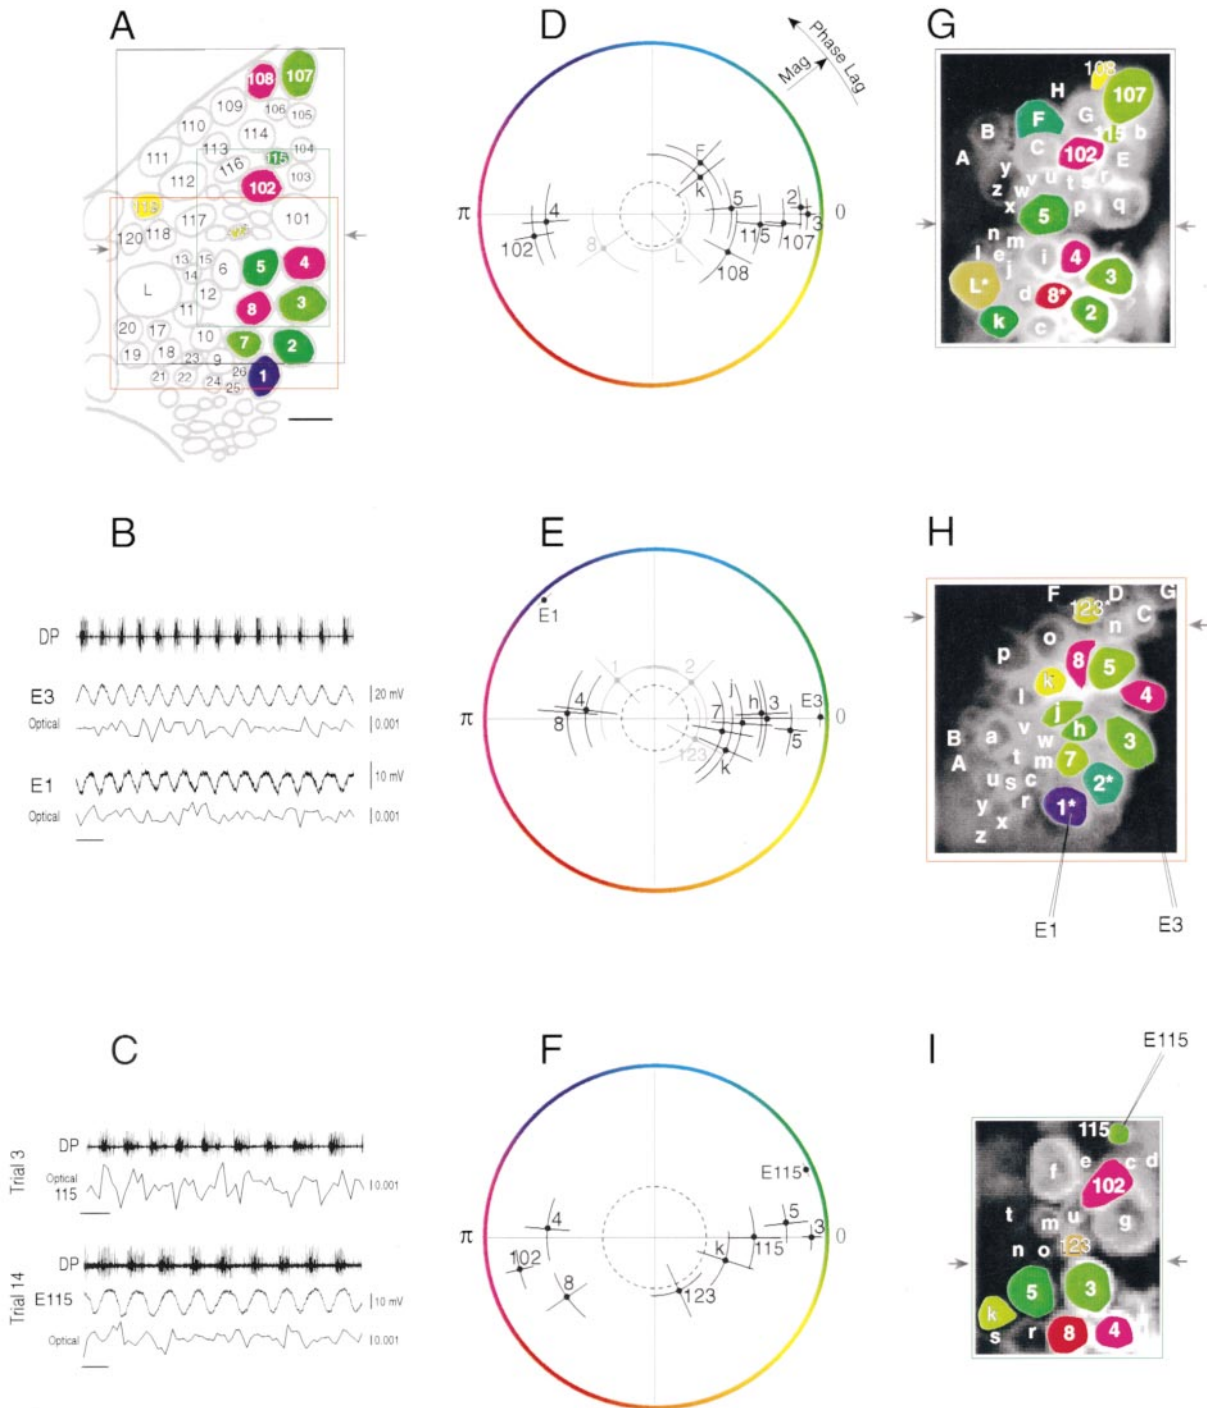 A
108
107
109
106
105
110
114
113
104
111
116
115
103
112
102
119
117
101
120
118
13
15
6
5
4
14
L
12
8
3
11
20
17
10
7
2
19
18
23
9
26
1
21
22
24
25
D
Phase Lag
Mag
F
k
π
4
102
8
L
5
2
3
0
115
107
108
G
108
H
107
F
G
B
115
b
C
A
102
E
y
v
u
t
s
r
z
w
x
5
p
q
n
m
l
e
i
4
j
3
L*
d
8*
2
k
c
B
DP
E3
20 mV
Optical
0.001
E1
10 mV
Optical
0.001
E
E1
1
2
π
8
4
7
j
h
3
E3
0
5
123
k
H
F
D
G
123*
C
n
o
p
8
5
k
4
l
j
B
a
v
h
3
A
w
t
m
7
u
s
c
2*
y
r
1*
x
z
E1
E3
C
Trial 3
DP
Optical
115
0.001
Trial 14
DP
E115
10 mV
Optical
0.001
F
E115
π
4
5
3
0
102
k
115
8
123
I
E115
115
f
e
c
d
102
t
m
u
g
n
o
123
5
3
k
s
r
8
4